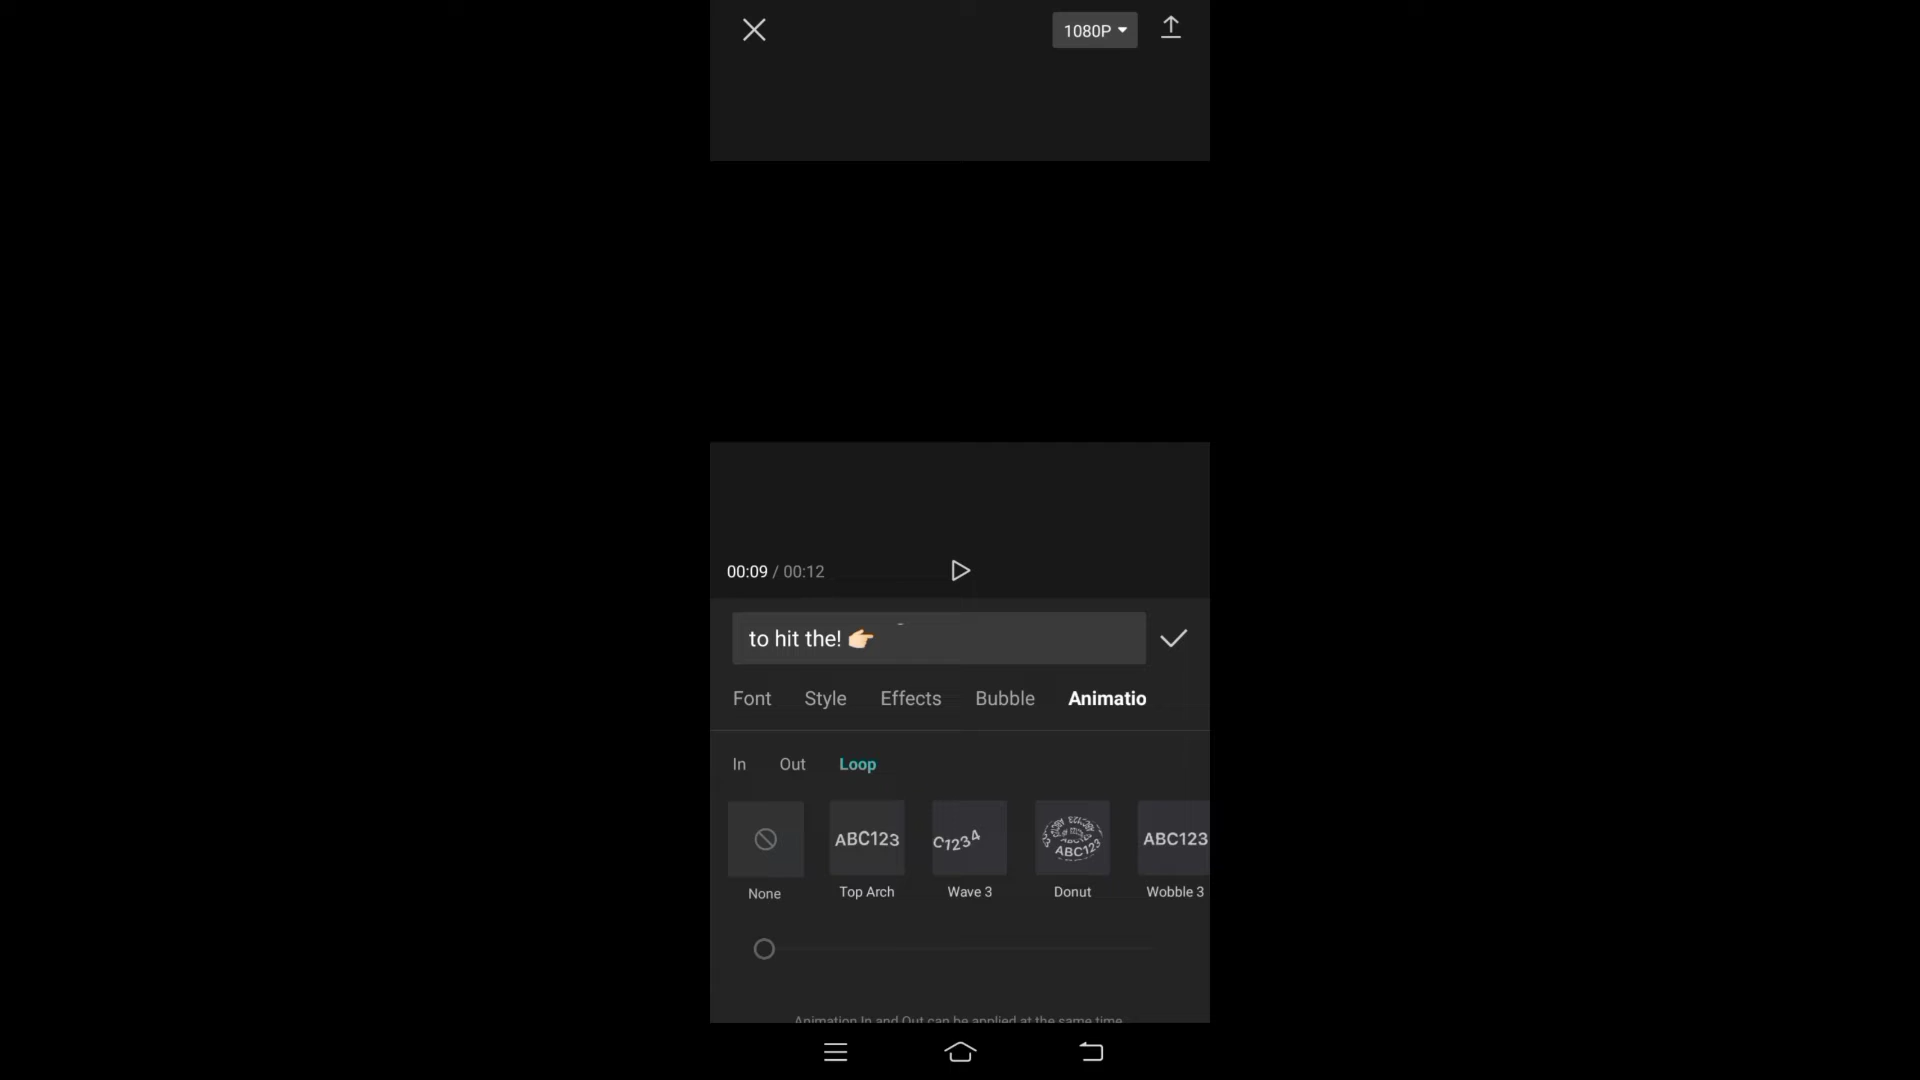 1080P
00:09 / 00:12
to hit the! 👉🏻
Font Style Effects Bubble Animatio
In Out Loop
ABC123 C1234 ABC123 ABC123
None Top Arch Wave 3 Donut Wobble 3
Animation In and Out can be applied at the same time